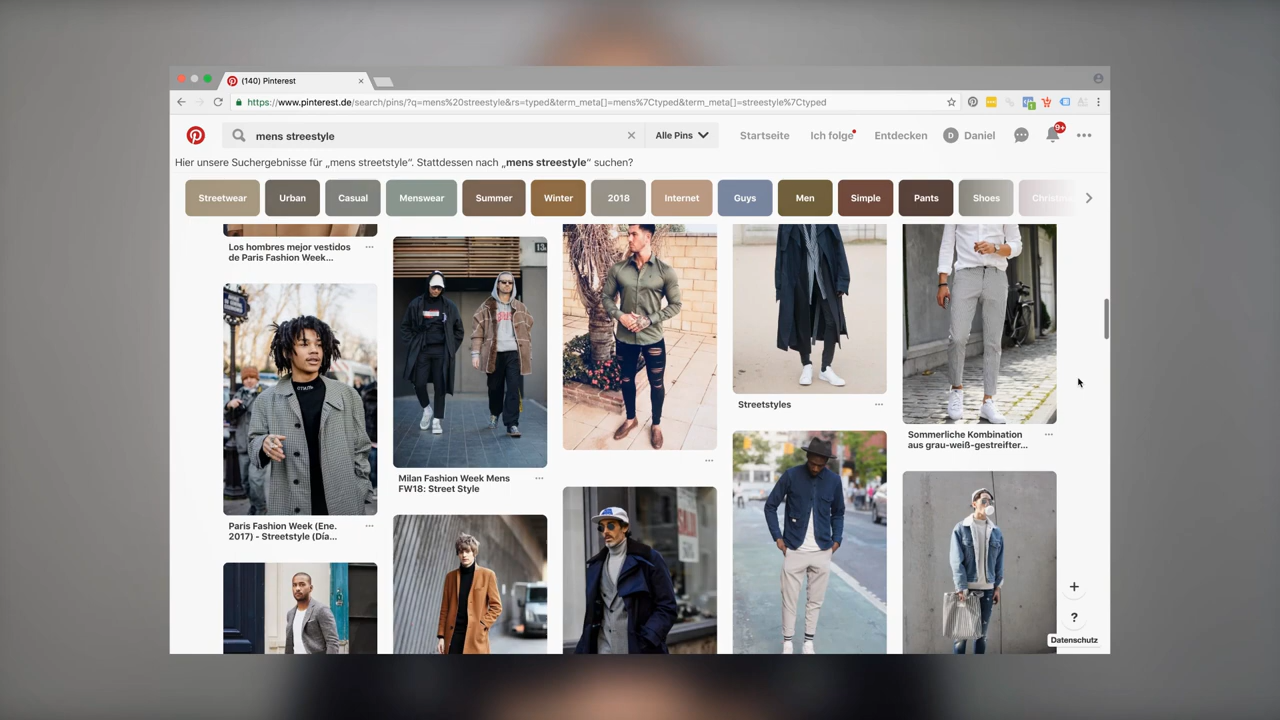 (140) Pinterest
https://www.pinterest.de/search/pins/?q=mens%20streestyle&rs=typed&term_meta[]=mens%7Ctyped&term_meta[]=streestyle%7Ctyped
mens streestyle
Alle Pins
Startseite
Ich folge
Entdecken
D Daniel
9+
Hier unsere Suchergebnisse für „mens streetstyle“. Stattdessen nach „mens streestyle“ suchen?
Streetwear
Urban
Casual
Menswear
Summer
Winter
2018
Internet
Guys
Men
Simple
Pants
Shoes
Los hombres mejor vestidos
de Paris Fashion Week...
13
Streetstyles
Sommerliche Kombination
aus grau-weiß-gestreifter...
Milan Fashion Week Mens
FW18: Street Style
Paris Fashion Week (Ene.
2017) - Streetstyle (Día...
SALE
+
?
Datenschutz